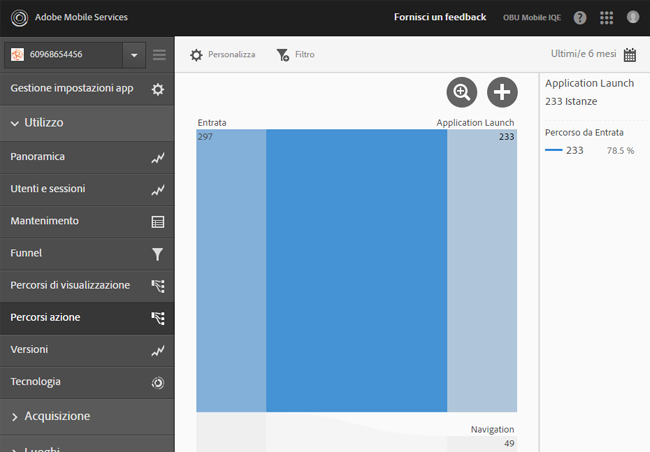 Adobe Mobile Services
Fornisci un feedback
OBU Mobile IQE
60968654456
Personalizza
Filtro
Ultimi/e 6 mesi
Gestione impostazioni app
Utilizzo
Panoramica
Utenti e sessioni
Mantenimento
Funnel
Percorsi di visualizzazione
Percorsi azione
Versioni
Tecnologia
Acquisizione
Luoghi
Entrata
Application Launch
297
233
Navigation
49
Application Launch
233 Istanze
Percorso da Entrata
233 78.5 %